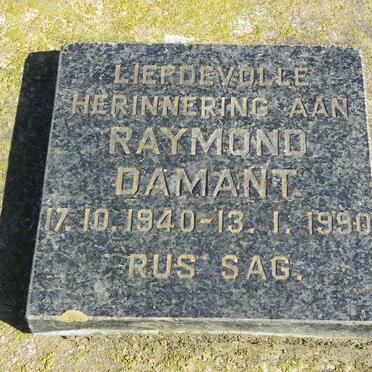 LIEFDEVOLLE
HERINNERING AAN
RAYMOND
DAMANT
17.10.1940-13.1.1990
RUS SAG.